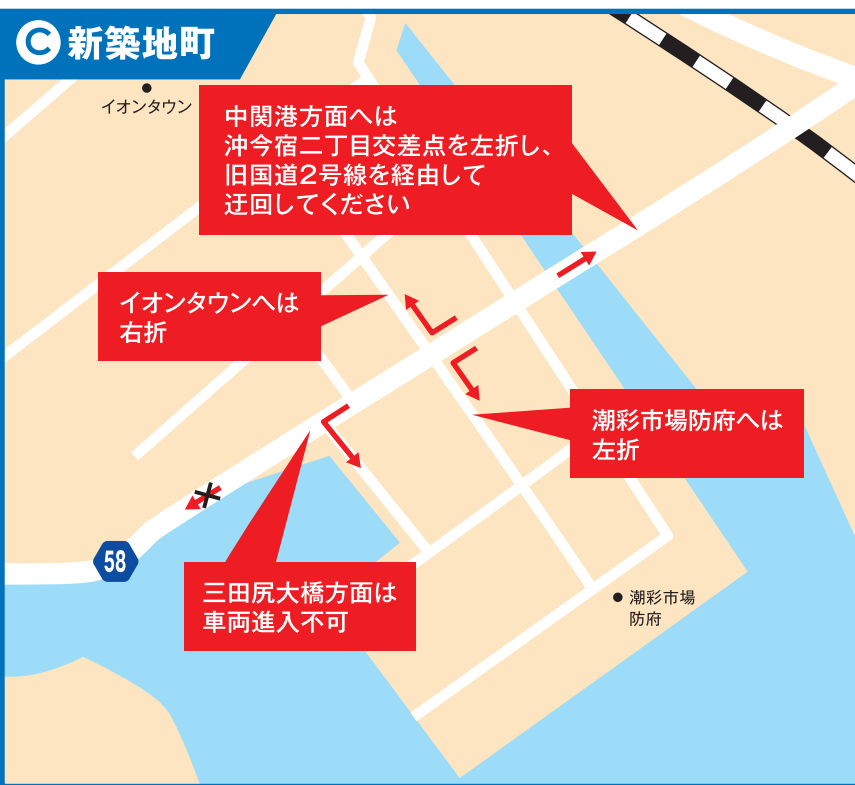 C 新築地町
イオンタウン
中関港方面へは
沖今宿二丁目交差点を左折し、
旧国道2号線を経由して
迂回してください
イオンタウンへは
右折
潮彩市場防府へは
左折
58
三田尻大橋方面は
車両進入不可
潮彩市場
防府